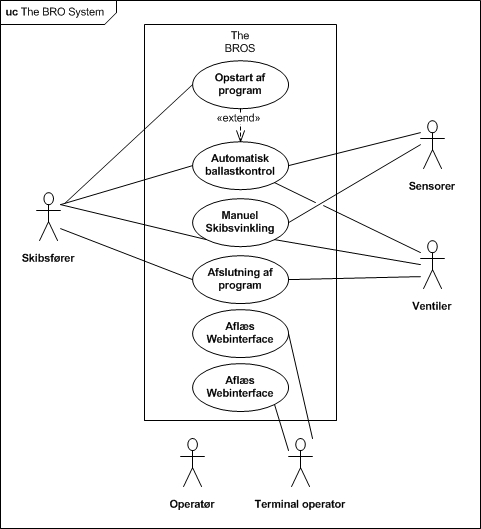 uc The BRO System
The
BROS
Opstart af
program
«extend»
Automatisk
ballastkontrol
Sensorer
Manuel
Skibsvinkling
Skibsfører
Afslutning af
program
Ventiler
Aflæs
Webinterface
Aflæs
Webinterface
Operatør
Terminal operator